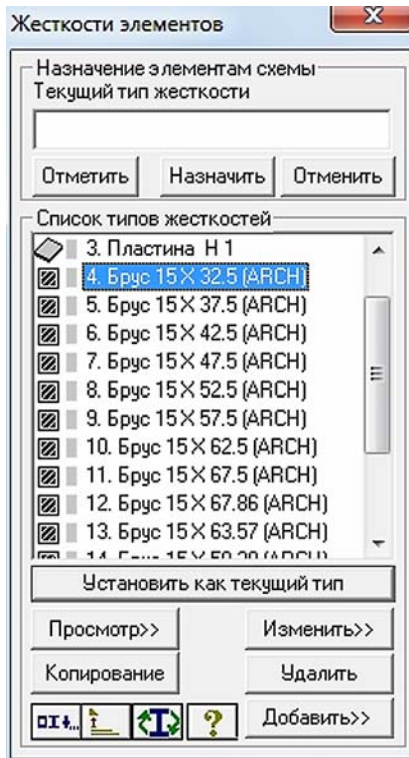 Жесткости элементов
Назначение элементам схемы
Текущий тип жесткости
Отметить Назначить Отменить
Список типов жесткостей
3. Пластина H 1
4. Брус 15 X 32.5 (ARCH)
5. Брус 15 X 37.5 (ARCH)
6. Брус 15 X 42.5 (ARCH)
7. Брус 15 X 47.5 (ARCH)
8. Брус 15 X 52.5 (ARCH)
9. Брус 15 X 57.5 (ARCH)
10. Брус 15 X 62.5 (ARCH)
11. Брус 15 X 67.5 (ARCH)
12. Брус 15 X 67.86 (ARCH)
13. Брус 15 X 63.57 (ARCH)
Установить как текущий тип
Просмотр>> Изменить>>
Копирование Удалить
? Добавить>>